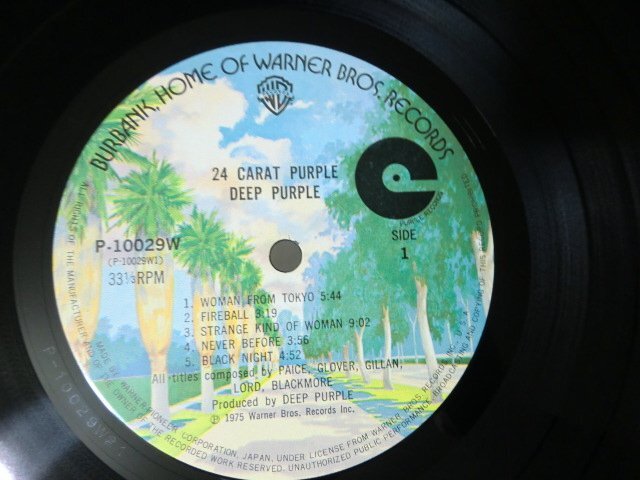 BURBANK, HOME OF WARNER BROS. RECORDS
24 CARAT PURPLE
DEEP PURPLE
PURPLE RECORDS
P-10029W
(P-10029W1)
33⅓RPM
SIDE
1
1. WOMAN FROM TOKYO 5:44
2. FIREBALL 3:19
3. STRANGE KIND OF WOMAN 9:02
4. NEVER BEFORE 3:56
5. BLACK NIGHT 4:52
All titles composed by PAICE, GLOVER, GILLAN,
LORD, BLACKMORE
Produced by DEEP PURPLE
℗ 1975 Warner Bros. Records Inc.
MADE BY WARNER-PIONEER CORPORATION, JAPAN, UNDER LICENSE FROM WARNER BROS. RECORDS INC., U.S.A.
ALL RIGHTS OF THE MANUFACTURER AND OF THE OWNER OF THE RECORDED WORK RESERVED. UNAUTHORIZED PUBLIC PERFORMANCE, BROADCASTING AND COPYING OF THIS RECORD PROHIBITED
P-10029W2